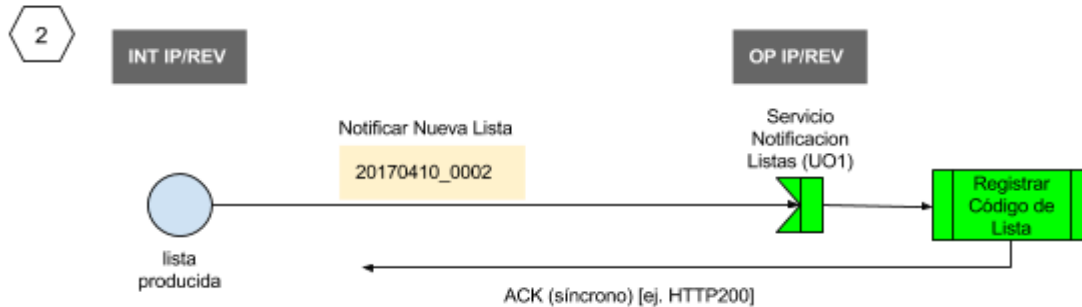 2
INT IP/REV
OP IP/REV
Notificar Nueva Lista
20170410_0002
Servicio
Notificacion
Listas (UO1)
Registrar
Código de
Lista
lista
producida
ACK (síncrono) [ej. HTTP200]